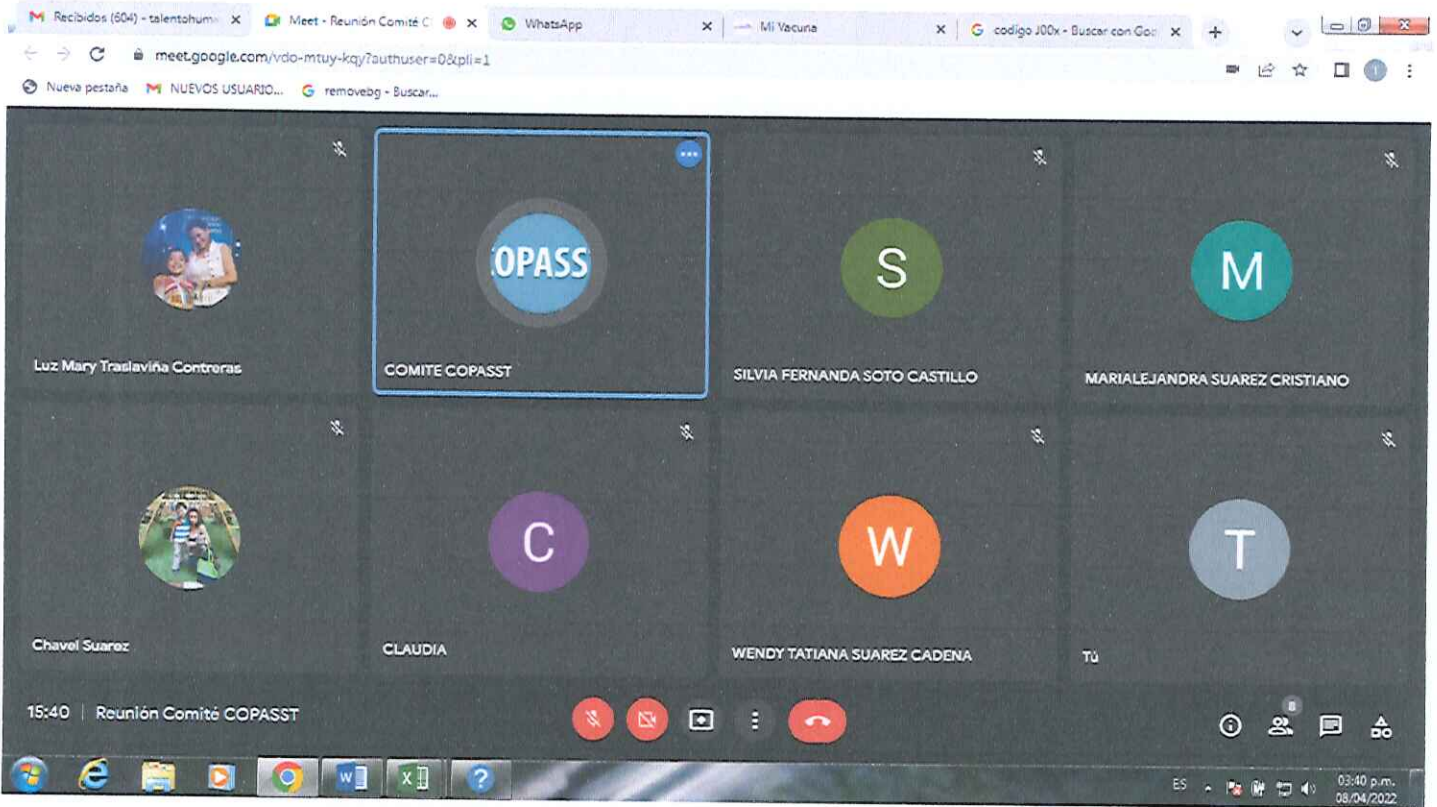 Recibidos (604) - talentohum
Meet - Reunión Comité C
WhatsApp
Mi Vacuna
codigo J00x - Buscar con Goo
meet.google.com/vdo-mtuy-kqy?authuser=0&pli=1
T
Nueva pestaña
NUEVOS USUARIO...
removebg - Buscar...
OPASS
S
M
Luz Mary Traslaviña Contreras
COMITE COPASST
SILVIA FERNANDA SOTO CASTILLO
MARIALEJANDRA SUAREZ CRISTIANO
C
W
T
Chavel Suarez
CLAUDIA
WENDY TATIANA SUAREZ CADENA
Tú
15:40 | Reunión Comité COPASST
8
ES
03:40 p.m.
08/04/2022